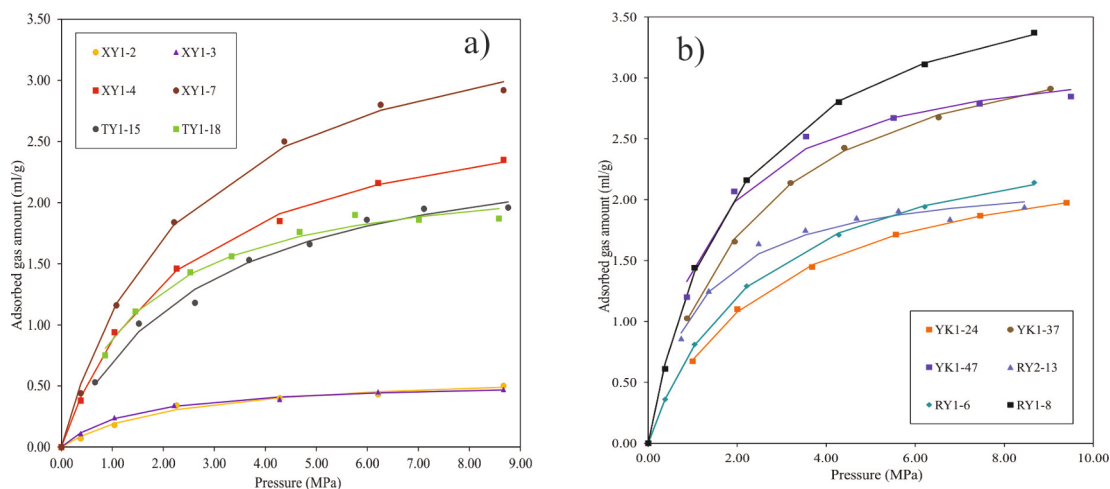 a)
XY1-2 XY1-3
XY1-4 XY1-7
TY1-15 TY1-18
Adsorbed gas amount (ml/g)
3.50
3.00
2.50
2.00
1.50
1.00
0.50
0.00
0.00 1.00 2.00 3.00 4.00 5.00 6.00 7.00 8.00 9.00
Pressure (MPa)
b)
Adsorbed gas amount (ml/g)
3.50
3.00
2.50
2.00
1.50
1.00
0.50
0.00
YK1-24 YK1-37
YK1-47 RY2-13
RY1-6 RY1-8
0.00 2.00 4.00 6.00 8.00 10.00
Pressure (MPa)